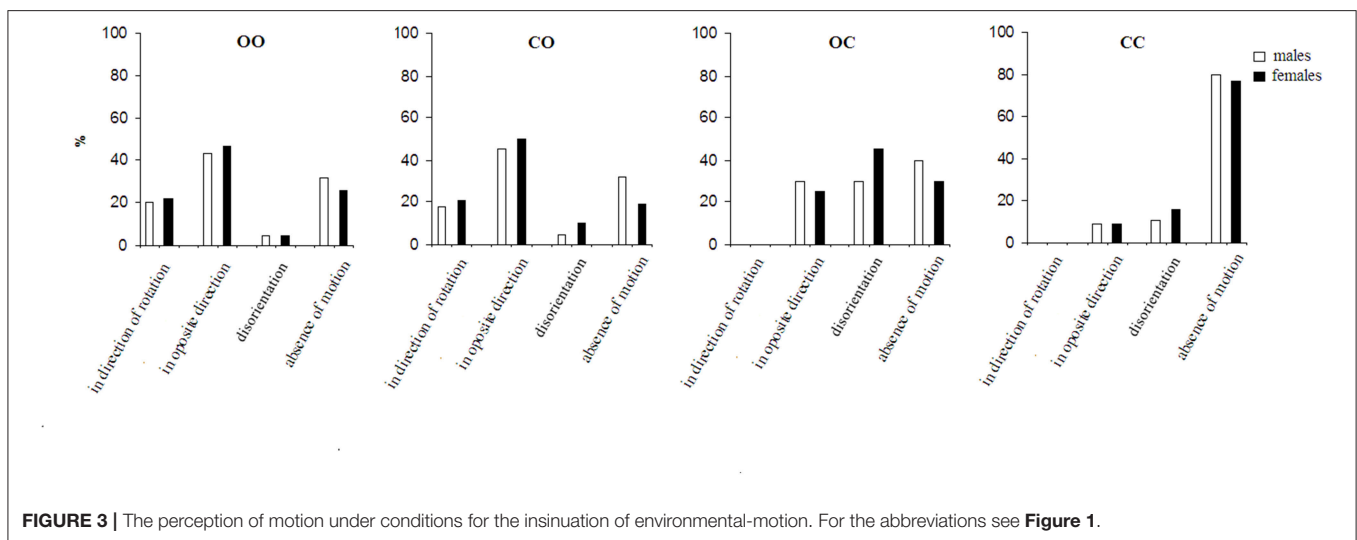 OO
CO
OC
CC
males
females
%
100
80
60
40
20
0
in direction of rotation
in oposite direction
disorientation
absence of motion
100
80
60
40
20
0
in direction of rotation
in oposite direction
disorientation
absence of motion
100
80
60
40
20
0
in direction of rotation
in oposite direction
disorientation
absence of motion
100
80
60
40
20
0
in direction of rotation
in oposite direction
disorientation
absence of motion
FIGURE 3 | The perception of motion under conditions for the insinuation of environmental-motion. For the abbreviations see Figure 1.